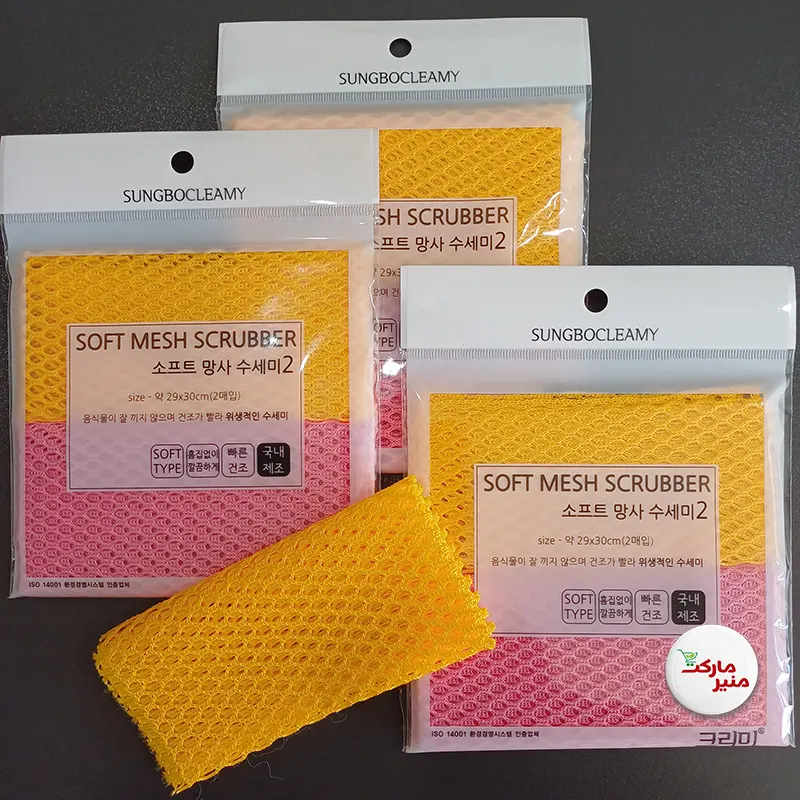 SUNGBOCLEAMY
SH SCRUBBER
소프트 망사 수세미2
SUNGBOCLEAMY
SOFT MESH SCRUBBER
소프트 망사 수세미2
size - 약 29x30cm(2매입)
음식물이 잘 끼지 않으며 건조가 빨라 위생적인 수세미
SOFT TYPE
흠집없이 깔끔하게
빠른 건조
국내 제조
ISO 14001 환경경영시스템 인증업체
SUNGBOCLEAMY
SOFT MESH SCRUBBER
소프트 망사 수세미2
size - 약 29x30cm(2매입)
음식물이 잘 끼지 않으며 건조가 빨라 위생적인 수세미
SOFT TYPE
흠집없이 깔끔하게
빠른 건조
국내 제조
ISO 14001 환경경영시스템 인증업체
크리미®
مارکت
منیر